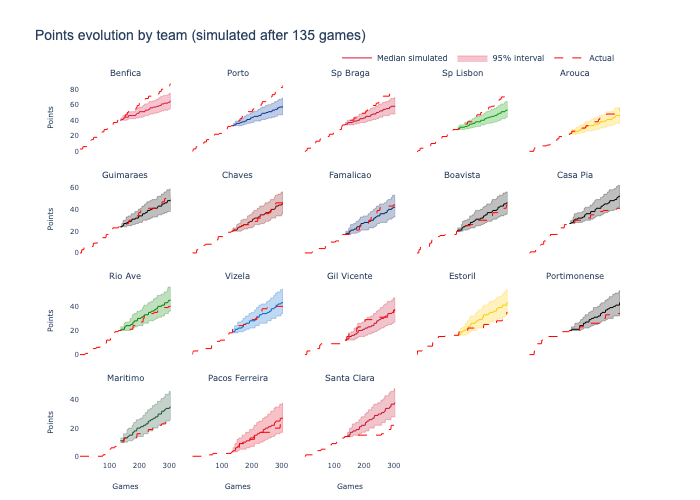 Points evolution by team (simulated after 135 games)
Median simulated 95% interval Actual
Benfica Porto Sp Braga Sp Lisbon Arouca
Points
80
60
40
20
0
Guimaraes Chaves Famalicao Boavista Casa Pia
Points
60
40
20
0
Rio Ave Vizela Gil Vicente Estoril Portimonense
Points
40
20
0
Maritimo Pacos Ferreira Santa Clara
Points
40
20
0
100 200 300 100 200 300 100 200 300
Games Games Games